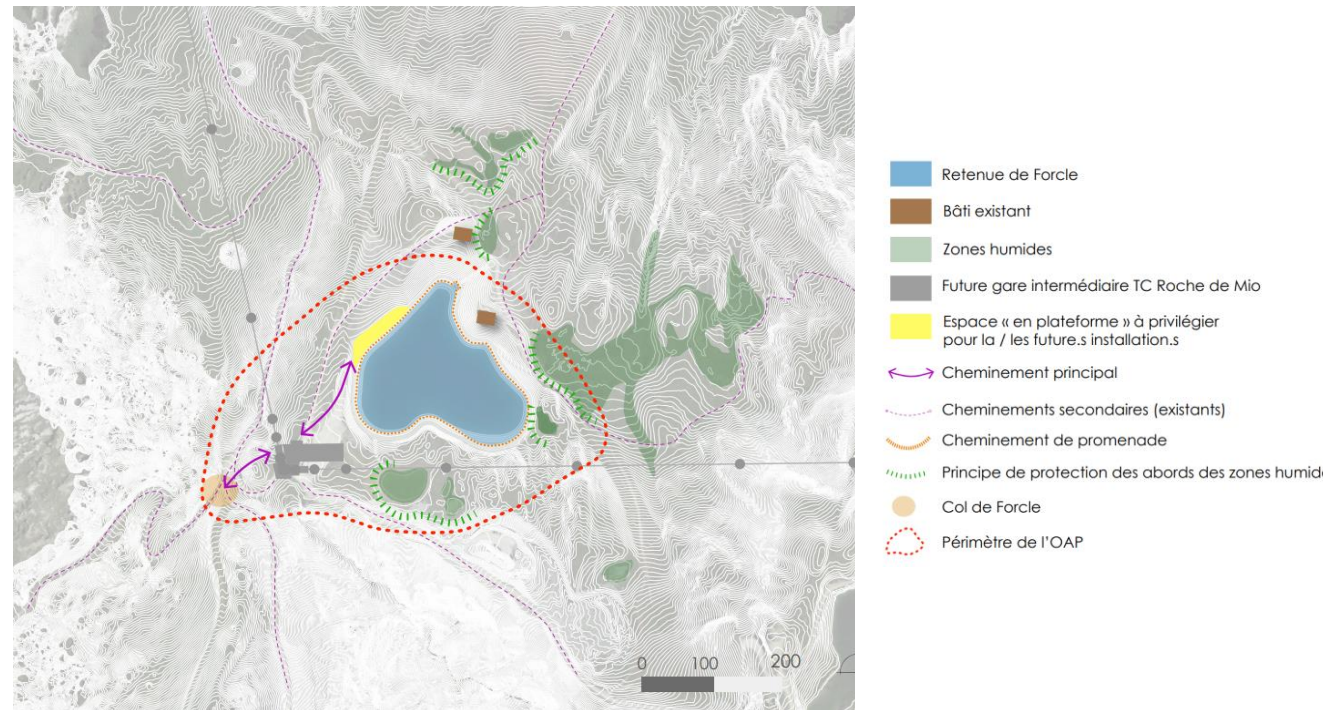 Retenue de Forcle
Bâti existant
Zones humides
Future gare intermédiaire TC Roche de Mio
Espace « en plateforme » à privilégier
pour la / les future.s installation.s
Cheminement principal
Cheminements secondaires (existants)
Cheminement de promenade
Principe de protection des abords des zones humid
Col de Forcle
Périmètre de l'OAP
0 100 200